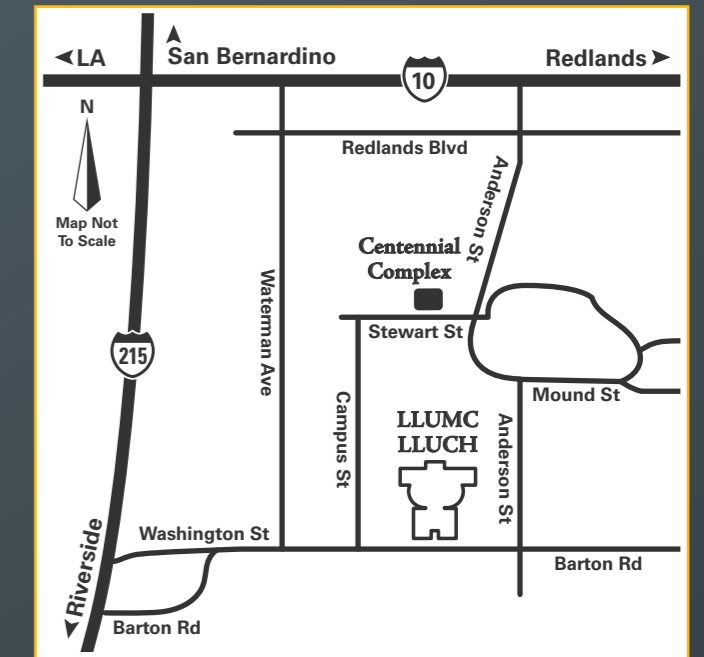 LA
San Bernardino
Redlands
10
N
Redlands Blvd
Map Not
To Scale
Anderson St
Centennial
Complex
Waterman Ave
Stewart St
215
Mound St
Campus St
LLUMC
LLUCH
Anderson St
Riverside
Washington St
Barton Rd
Barton Rd